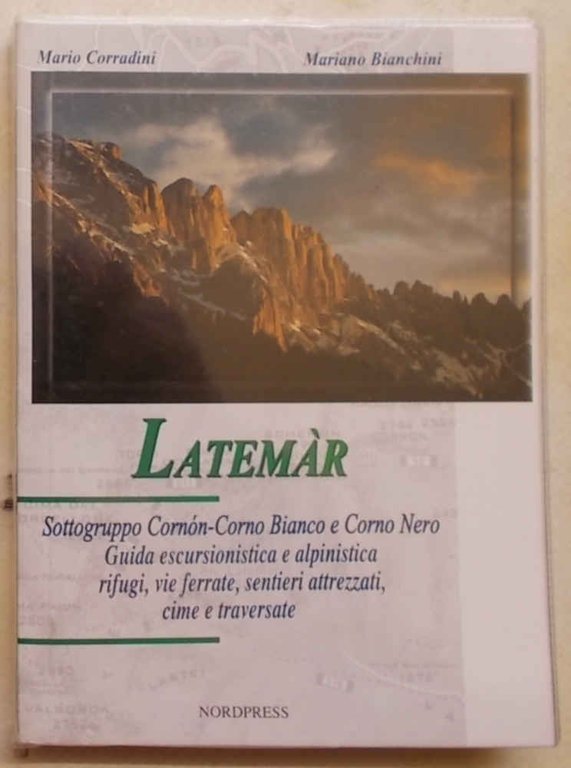 Mario Corradini Mariano Bianchini
LATEMÀR
Sottogruppo Cornón-Corno Bianco e Corno Nero
Guida escursionistica e alpinistica
rifugi, vie ferrate, sentieri attrezzati,
cime e traversate
NORDPRESS